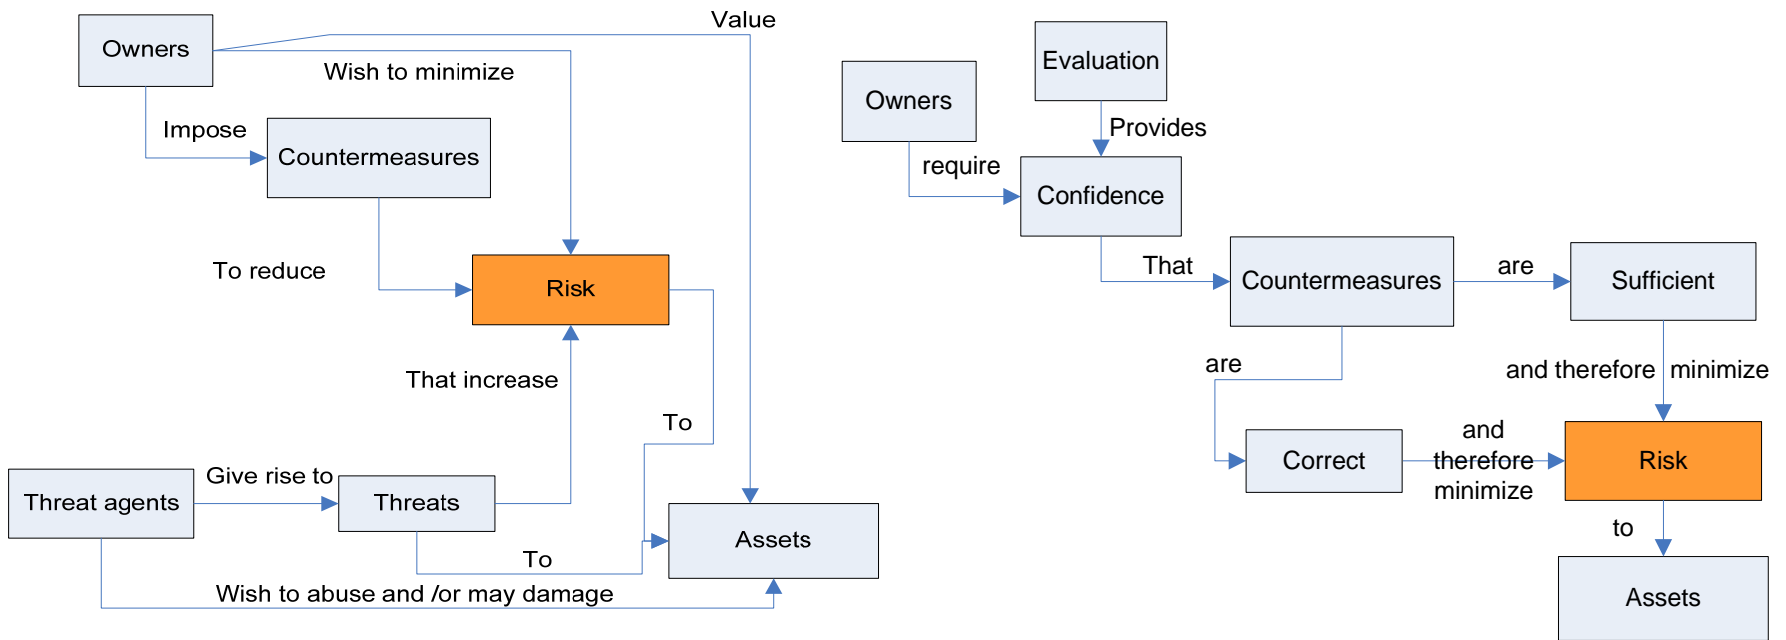 Value
Owners
Wish to minimize
Impose
Countermeasures
To reduce
Risk
That increase
To
Give rise to
Threat agents
Threats
Assets
To
Wish to abuse and /or may damage
Evaluation
Owners
Provides
require
Confidence
That
Countermeasures
are
Sufficient
are
and therefore
minimize
Correct
and
therefore
minimize
Risk
to
Assets